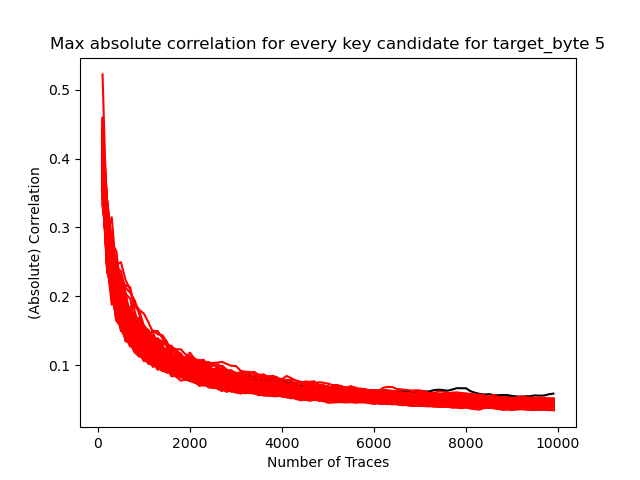 Max absolute correlation for every key candidate for target_byte 5
(Absolute) Correlation
0.5
0.4
0.3
0.2
0.1
0 2000 4000 6000 8000 10000
Number of Traces